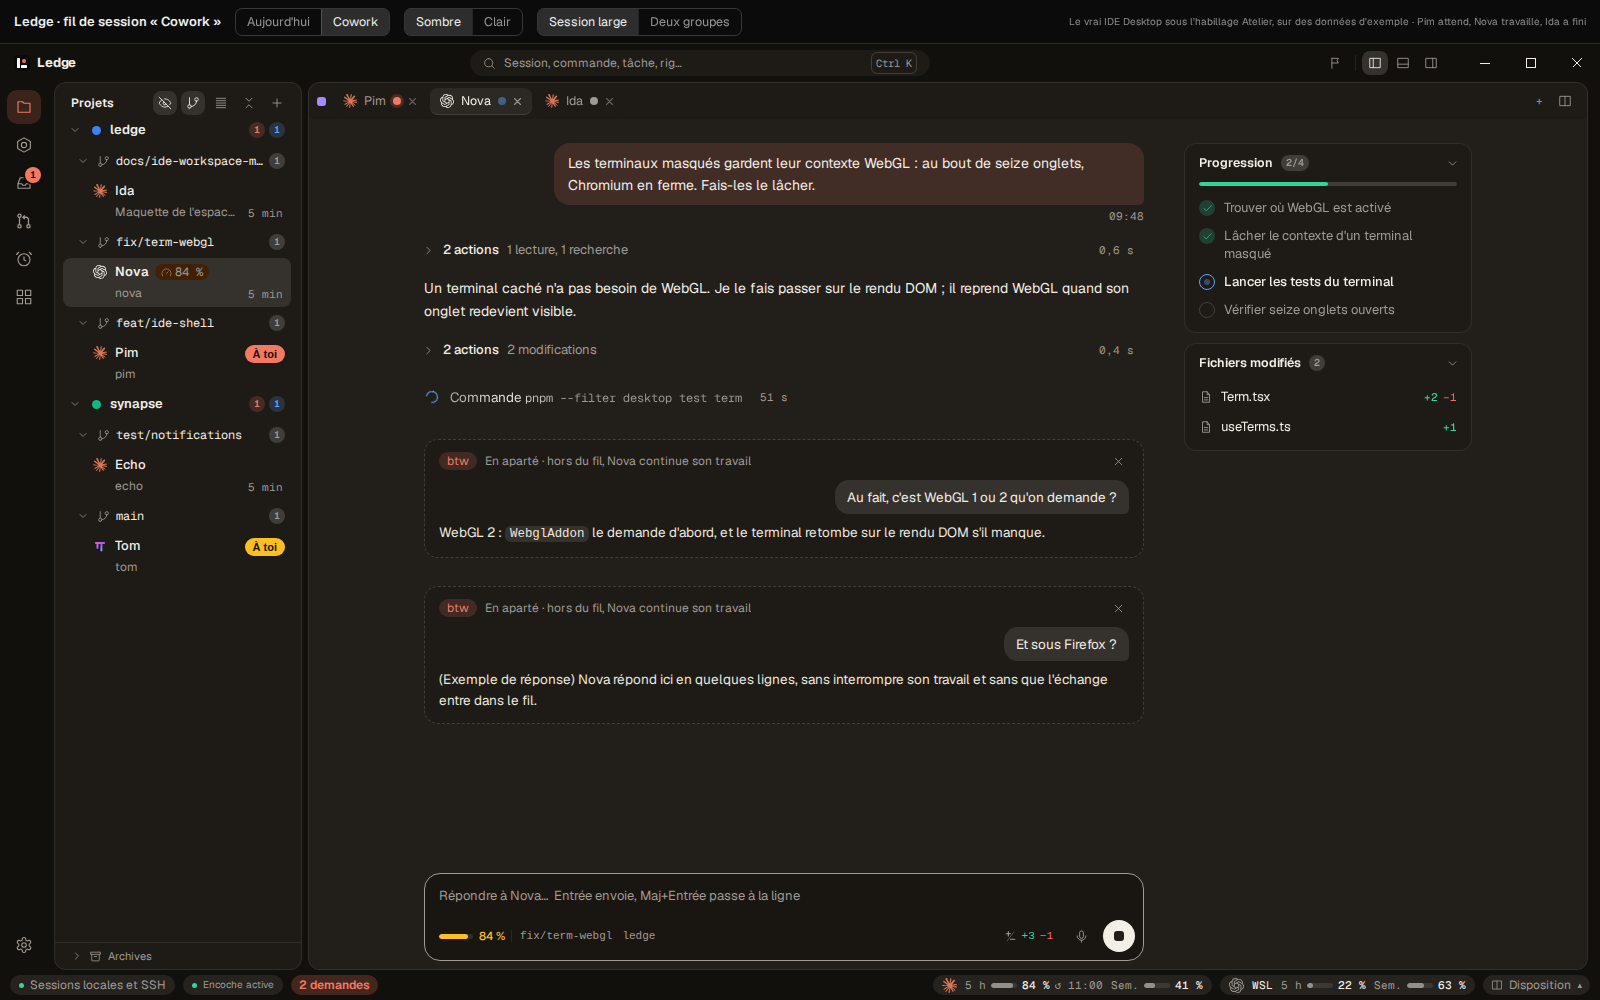 Ledge · fil de session « Cowork »
Aujourd'hui
Cowork
Sombre
Clair
Session large
Deux groupes
Le vrai IDE Desktop sous l'habillage Atelier, sur des données d'exemple · Pim attend, Nova travaille, Ida a fini
Ledge
Session, commande, tâche, rig...
Ctrl K
Projets
ledge
1
1
docs/ide-workspace-m...
1
Ida
Maquette de l'espac...
5 min
fix/term-webgl
1
Nova
84 %
nova
5 min
feat/ide-shell
1
Pim
À toi
pim
synapse
1
1
test/notifications
1
Echo
echo
5 min
main
1
Tom
À toi
tom
Archives
1
Pim
Nova
Ida
Les terminaux masqués gardent leur contexte WebGL : au bout de seize onglets,
Chromium en ferme. Fais-les le lâcher.
09:48
2 actions 1 lecture, 1 recherche
0,6 s
Un terminal caché n'a pas besoin de WebGL. Je le fais passer sur le rendu DOM ; il reprend WebGL quand son
onglet redevient visible.
2 actions 2 modifications
0,4 s
Commande pnpm --filter desktop test term 51 s
btw
En aparté · hors du fil, Nova continue son travail
Au fait, c'est WebGL 1 ou 2 qu'on demande ?
WebGL 2 : WebglAddon le demande d'abord, et le terminal retombe sur le rendu DOM s'il manque.
btw
En aparté · hors du fil, Nova continue son travail
Et sous Firefox ?
(Exemple de réponse) Nova répond ici en quelques lignes, sans interrompre son travail et sans que l'échange
entre dans le fil.
Répondre à Nova... Entrée envoie, Maj+Entrée passe à la ligne
84 %
fix/term-webgl
ledge
+3 −1
Progression
2/4
Trouver où WebGL est activé
Lâcher le contexte d'un terminal
masqué
Lancer les tests du terminal
Vérifier seize onglets ouverts
Fichiers modifiés
2
Term.tsx
+2 −1
useTerms.ts
+1
Sessions locales et SSH
Encoche active
2 demandes
5 h 84 % ↺ 11:00 Sem. 41 %
WSL 5 h 22 % Sem. 63 %
Disposition